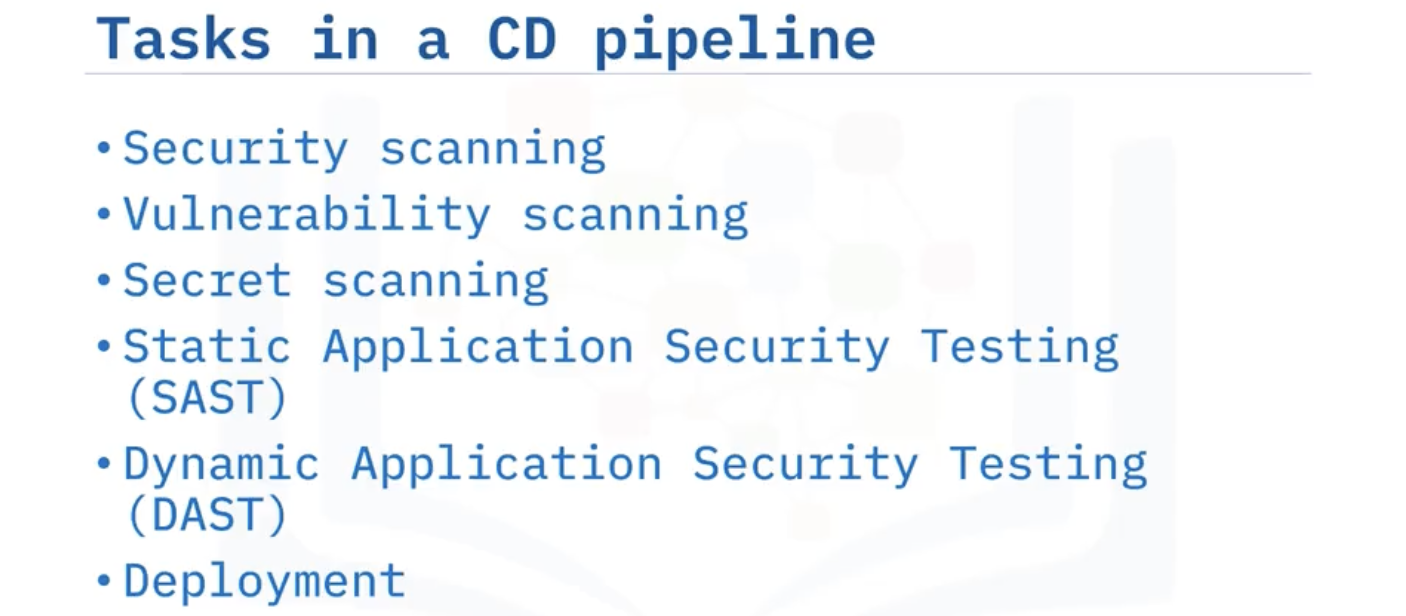 Tasks in a CD pipeline
• Security scanning
• Vulnerability scanning
• Secret scanning
• Static Application Security Testing
(SAST)
• Dynamic Application Security Testing
(DAST)
• Deployment